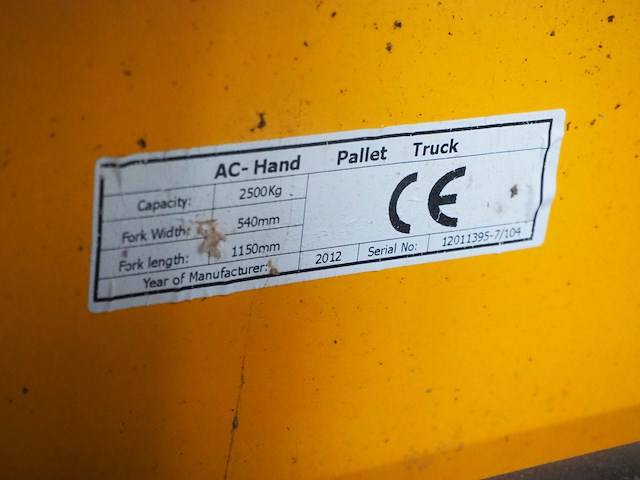 AC-Hand Pallet Truck
Capacity: 2500Kg
Fork Width: 540mm
Fork length: 1150mm
CE
Year of Manufacturer: 2012 Serial No: 12011395-7/104